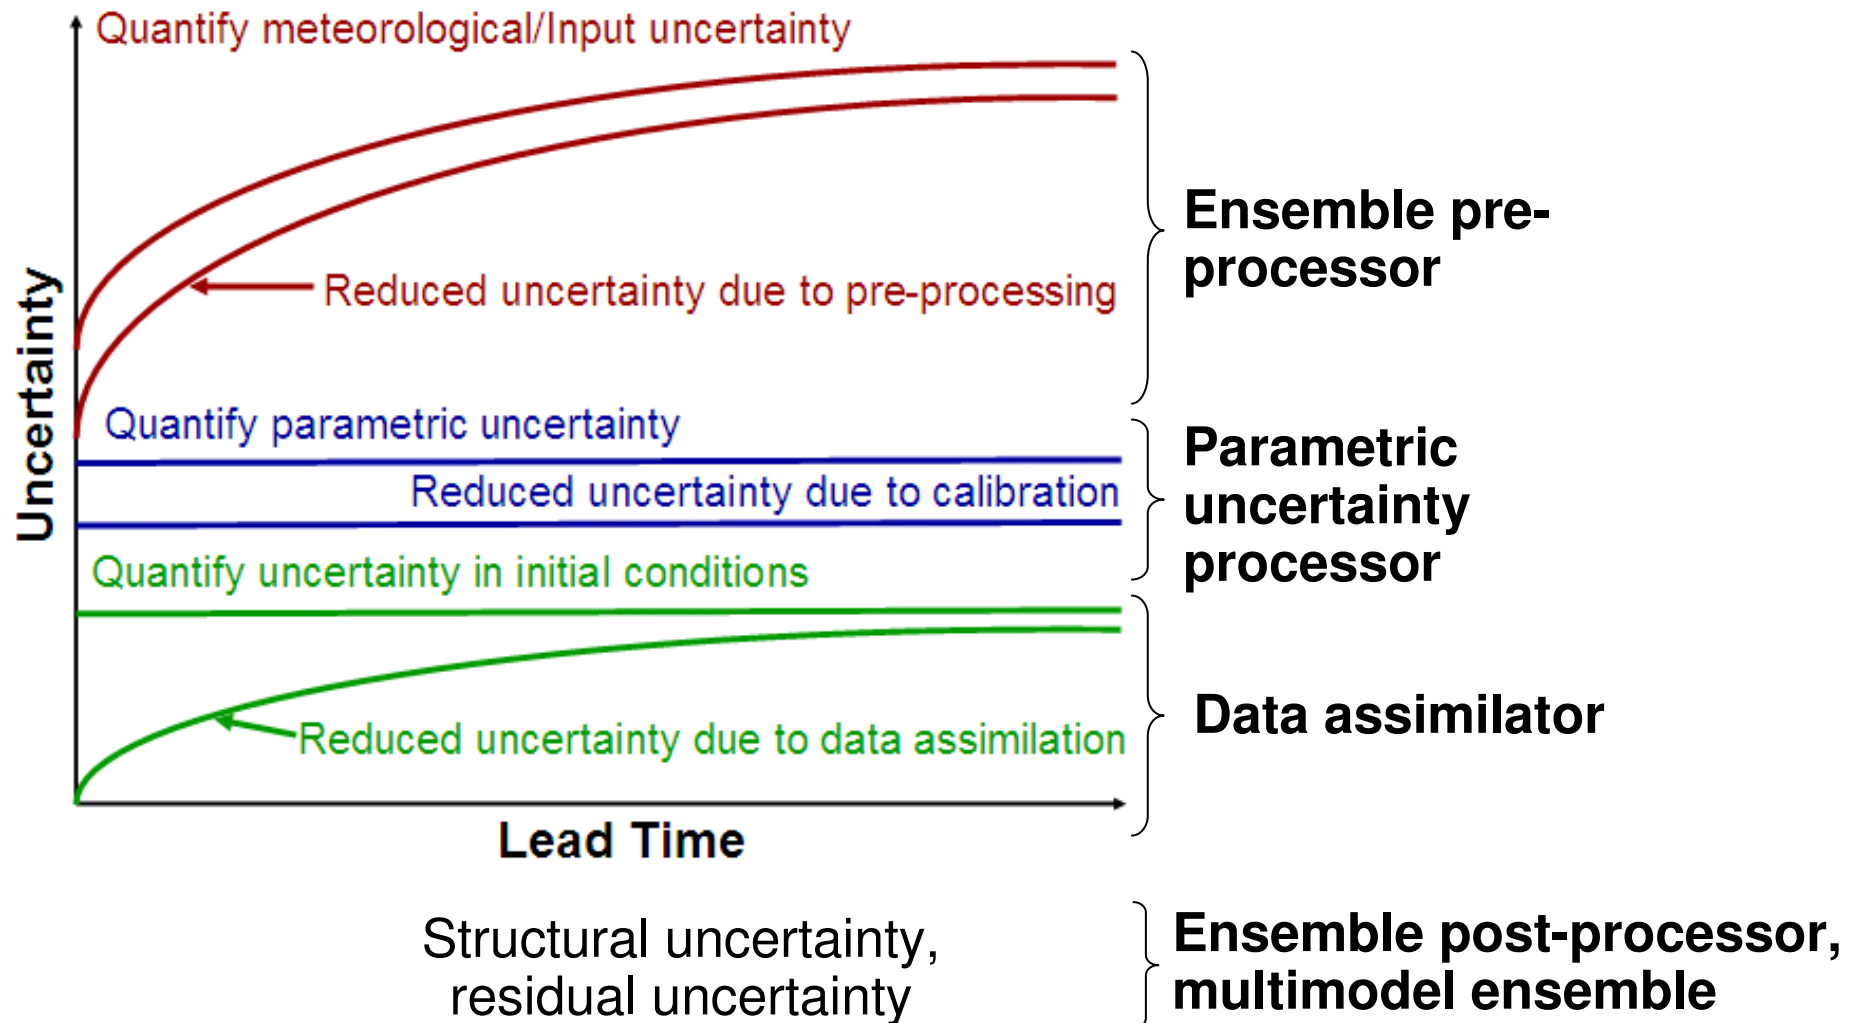 Quantify meteorological/Input uncertainty
Ensemble pre-
processor
Reduced uncertainty due to pre-processing
Uncertainty
Quantify parametric uncertainty
Parametric
uncertainty
processor
Reduced uncertainty due to calibration
Quantify uncertainty in initial conditions
Data assimilator
Reduced uncertainty due to data assimilation
Lead Time
Structural uncertainty,
residual uncertainty
Ensemble post-processor,
multimodel ensemble